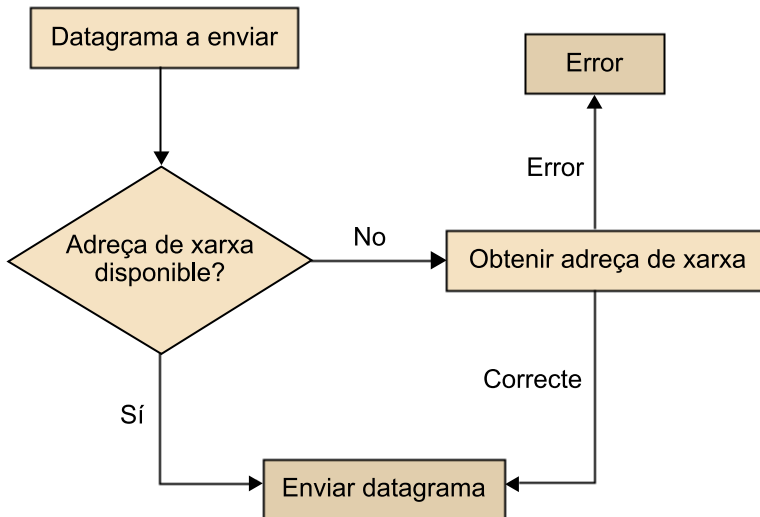 Datagrama a enviar
Error
Error
Adreça de xarxa
disponible?
No
Obtenir adreça de xarxa
Correcte
Sí
Enviar datagrama